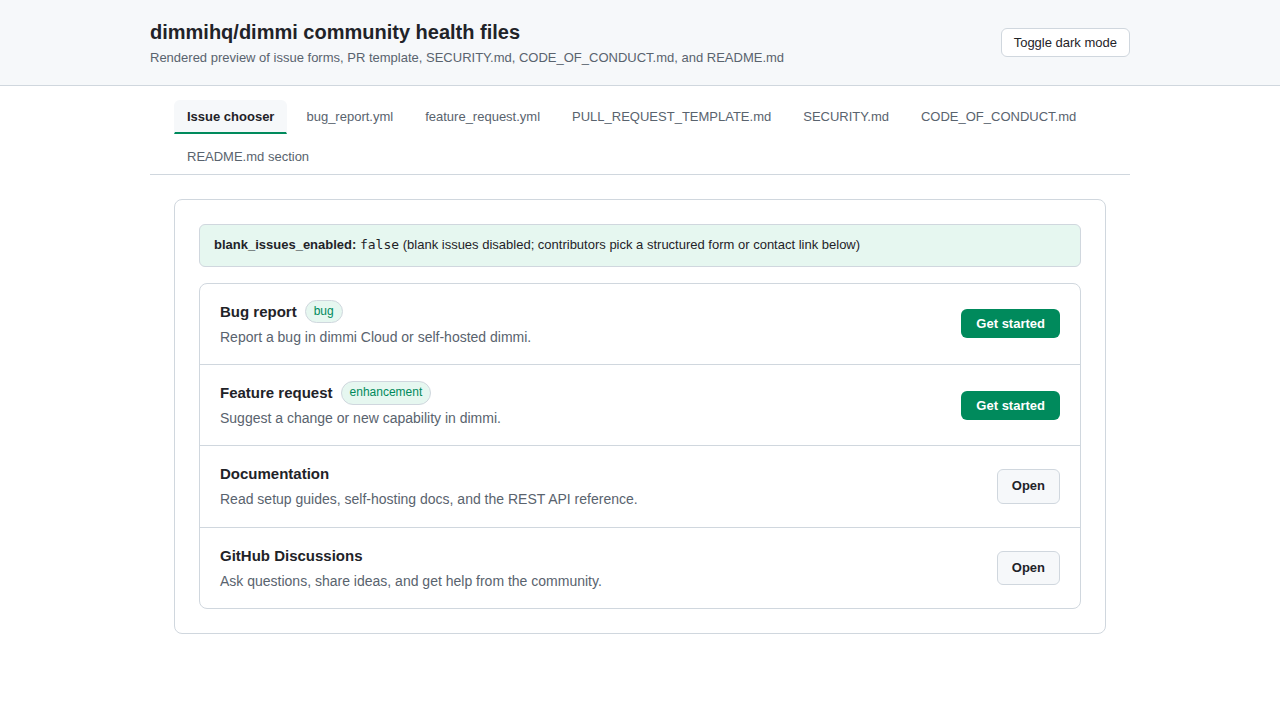 dimmihq/dimmi community health files
Rendered preview of issue forms, PR template, SECURITY.md, CODE_OF_CONDUCT.md, and README.md
Toggle dark mode
Issue chooser
bug_report.yml
feature_request.yml
PULL_REQUEST_TEMPLATE.md
SECURITY.md
CODE_OF_CONDUCT.md
README.md section
blank_issues_enabled: false (blank issues disabled; contributors pick a structured form or contact link below)
Bug report bug
Report a bug in dimmi Cloud or self-hosted dimmi.
Get started
Feature request enhancement
Suggest a change or new capability in dimmi.
Get started
Documentation
Read setup guides, self-hosting docs, and the REST API reference.
Open
GitHub Discussions
Ask questions, share ideas, and get help from the community.
Open